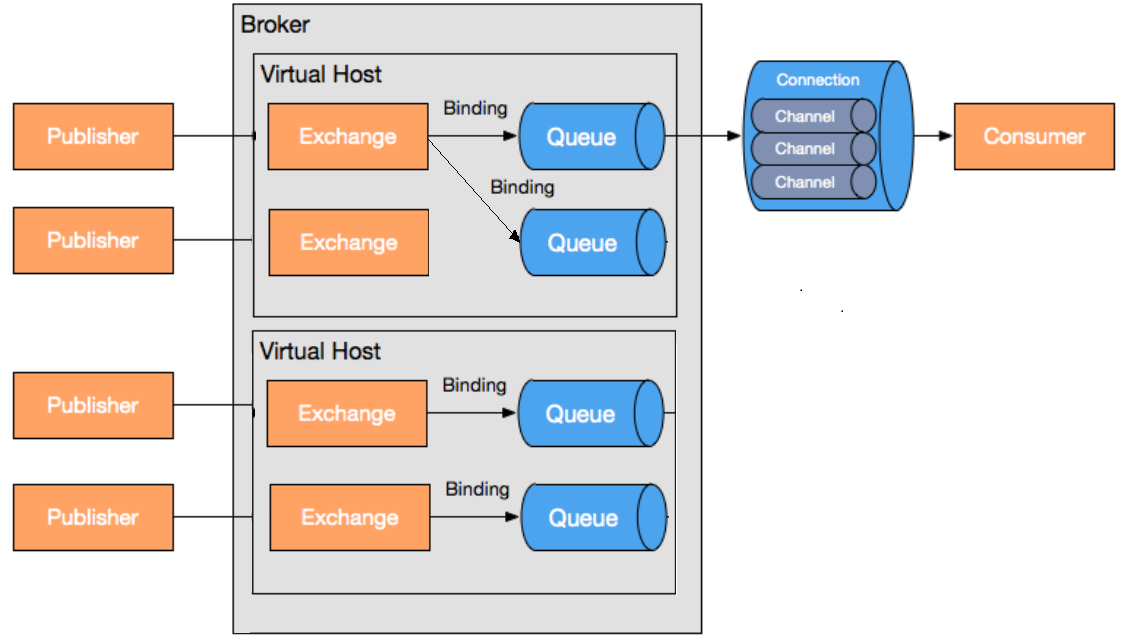 Broker
Virtual Host
Publisher
Exchange
Binding
Queue
Connection
Channel
Channel
Channel
Consumer
Binding
Publisher
Exchange
Queue
Virtual Host
Publisher
Exchange
Binding
Queue
Publisher
Exchange
Binding
Queue